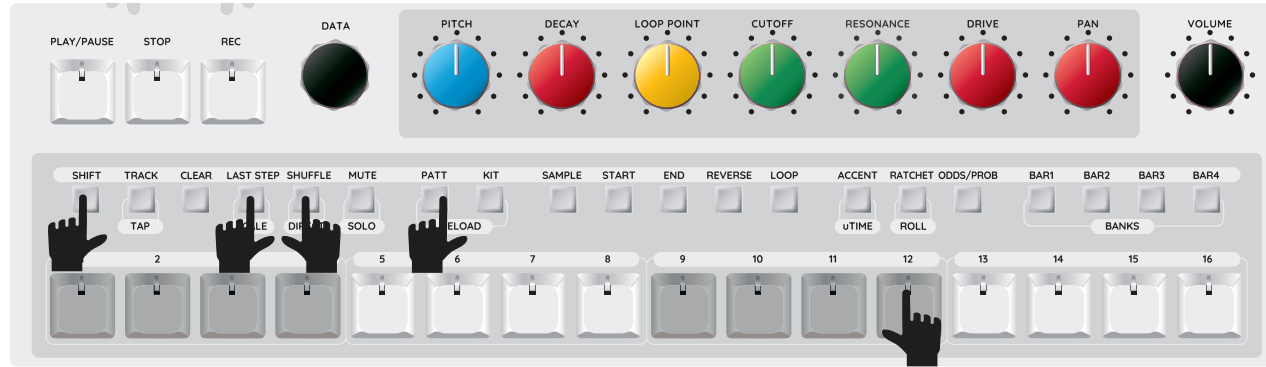 DATA
PITCH DECAY LOOP POINT CUTOFF RESONANCE DRIVE PAN VOLUME
PLAY/PAUSE STOP REC
SHIFT TRACK CLEAR LAST STEP SHUFFLE MUTE PATT KIT SAMPLE START END REVERSE LOOP ACCENT RATCHET ODDS/PROB BAR1 BAR2 BAR3 BAR4
TAP SOLO ELOAD uTIME ROLL BANKS
2 5 6 7 8 9 10 11 12 13 14 15 16